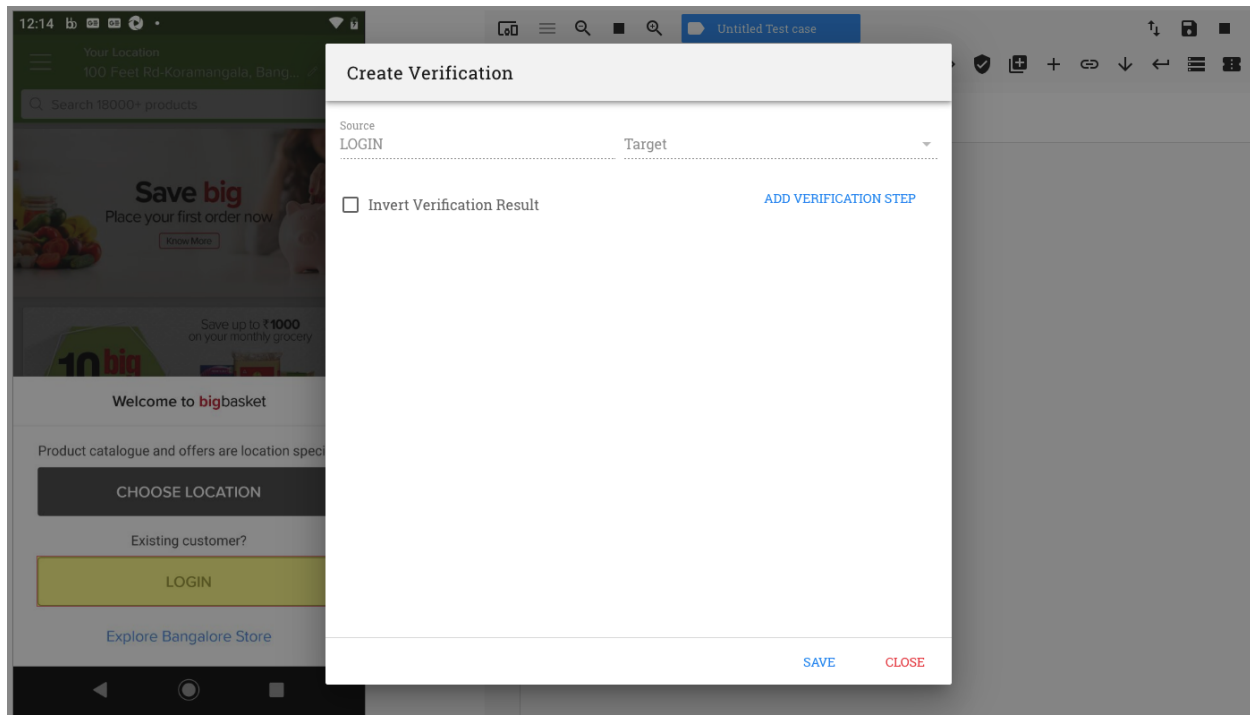 12:14
Your Location
100 Feet Rd-Koramangala, Bang...
Search 18000+ products
Save big
Place your first order now
Know More
Save up to ₹1000
on your monthly grocery
10 big
Welcome to bigbasket
Product catalogue and offers are location speci
CHOOSE LOCATION
Existing customer?
LOGIN
Explore Bangalore Store
Untitled Test case
Create Verification
Source
LOGIN
Target
Invert Verification Result
ADD VERIFICATION STEP
SAVE
CLOSE